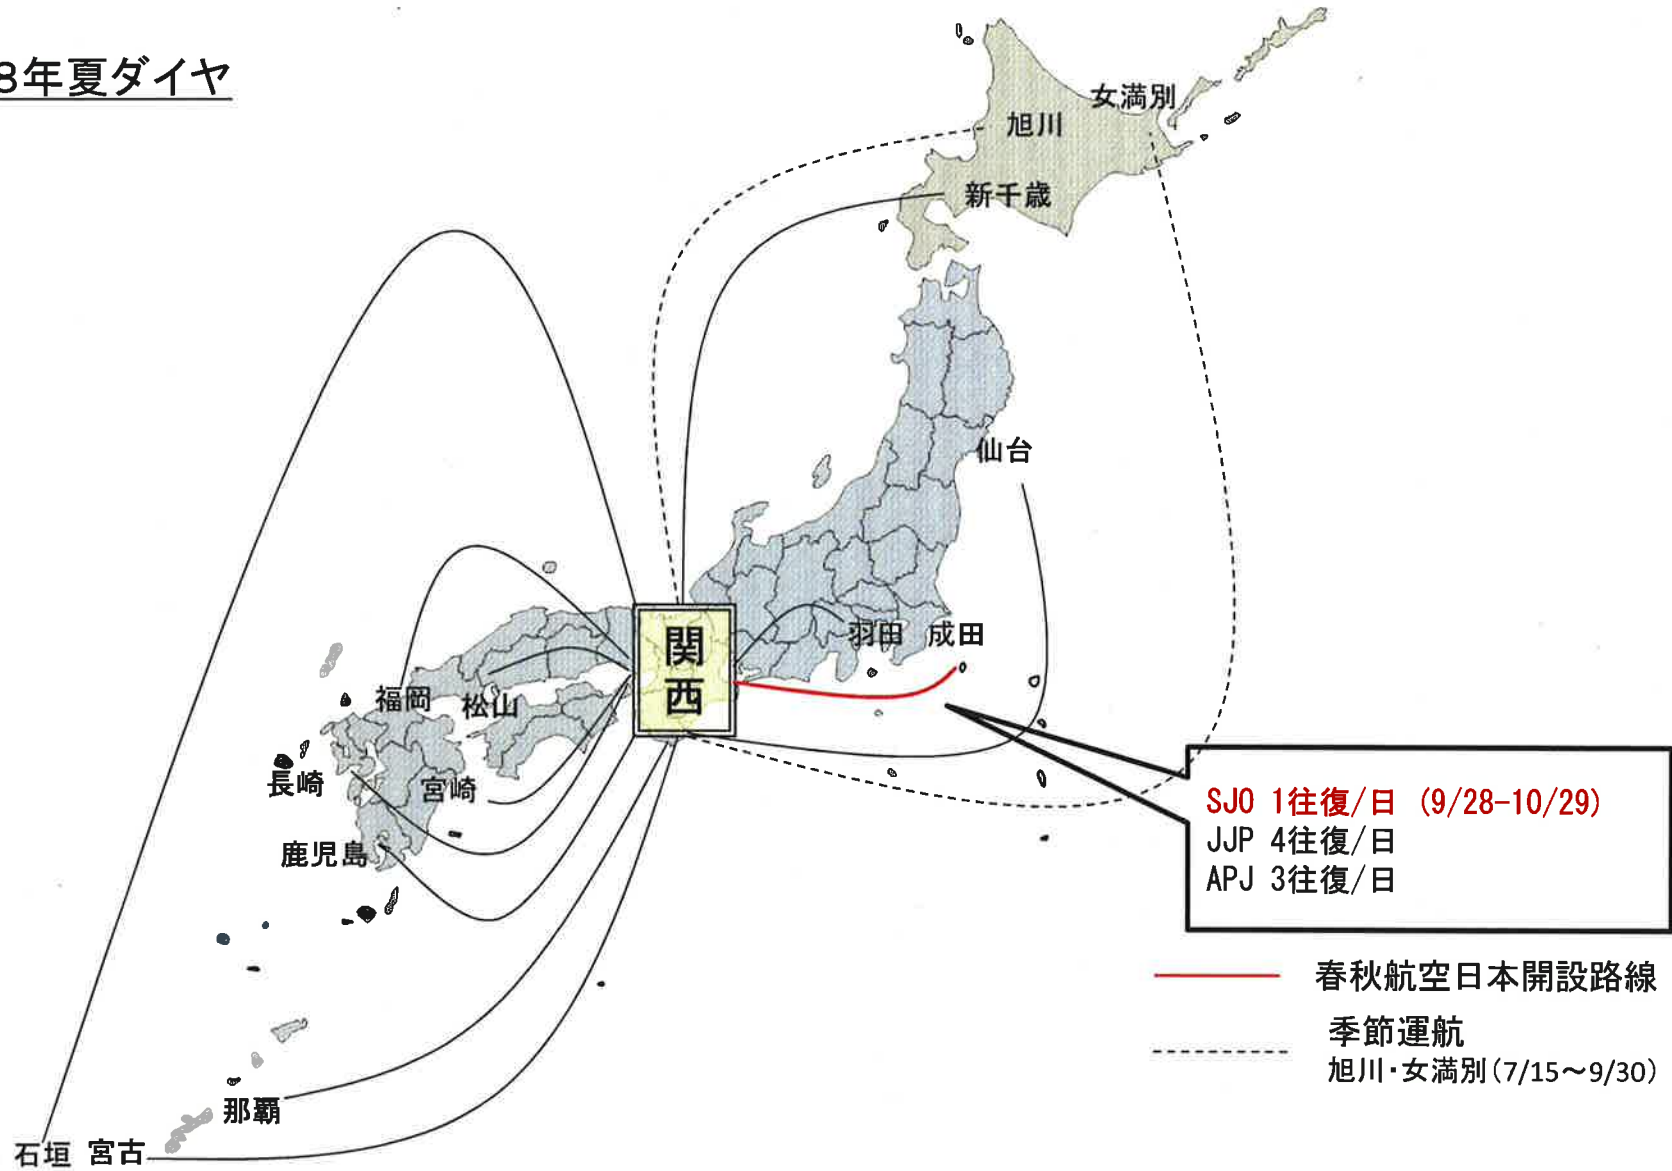 8年夏ダイヤ
女満別
旭川
新千歳
仙台
羽田 成田
関
西
福岡 松山
長崎
宮崎
鹿児島
那覇
石垣 宮古
SJO 1往復/日 (9/28-10/29)
JJP 4往復/日
APJ 3往復/日
春秋航空日本開設路線
季節運航
旭川・女満別(7/15～9/30)